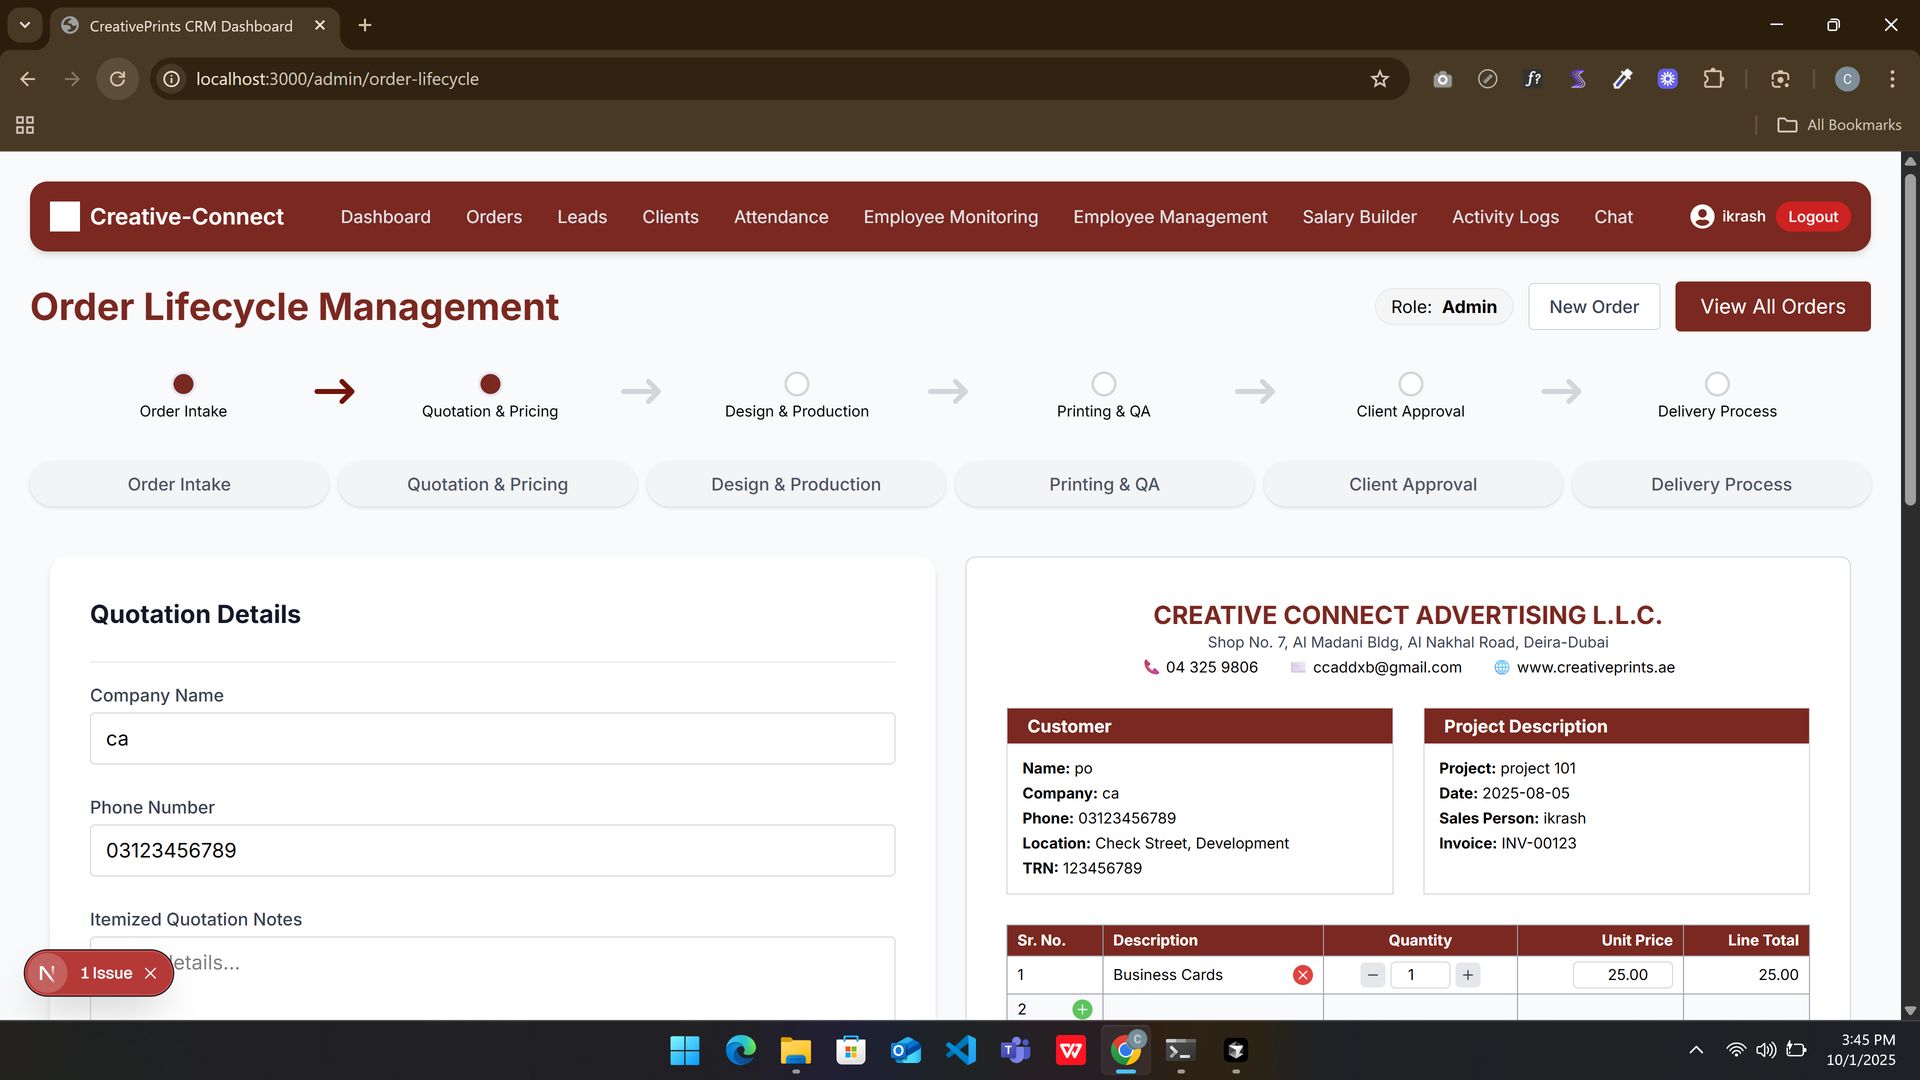 CreativePrints CRM Dashboard
localhost:3000/admin/order-lifecycle
f?
C
All Bookmarks
Creative-Connect
Dashboard
Orders
Leads
Clients
Attendance
Employee Monitoring
Employee Management
Salary Builder
Activity Logs
Chat
ikrash
Logout
Order Lifecycle Management
Role: Admin
New Order
View All Orders
Order Intake
Quotation & Pricing
Design & Production
Printing & QA
Client Approval
Delivery Process
Order Intake
Quotation & Pricing
Design & Production
Printing & QA
Client Approval
Delivery Process
Quotation Details
Company Name
ca
Phone Number
03123456789
Itemized Quotation Notes
details...
N
1 Issue
CREATIVE CONNECT ADVERTISING L.L.C.
Shop No. 7, Al Madani Bldg, Al Nakhal Road, Deira-Dubai
04 325 9806 ccaddxb@gmail.com www.creativeprints.ae
Customer
Name: po
Company: ca
Phone: 03123456789
Location: Check Street, Development
TRN: 123456789
Project Description
Project: project 101
Date: 2025-08-05
Sales Person: ikrash
Invoice: INV-00123
Sr. No. Description Quantity Unit Price Line Total
1 Business Cards − 1 + 25.00 25.00
2
C
3:45 PM
10/1/2025